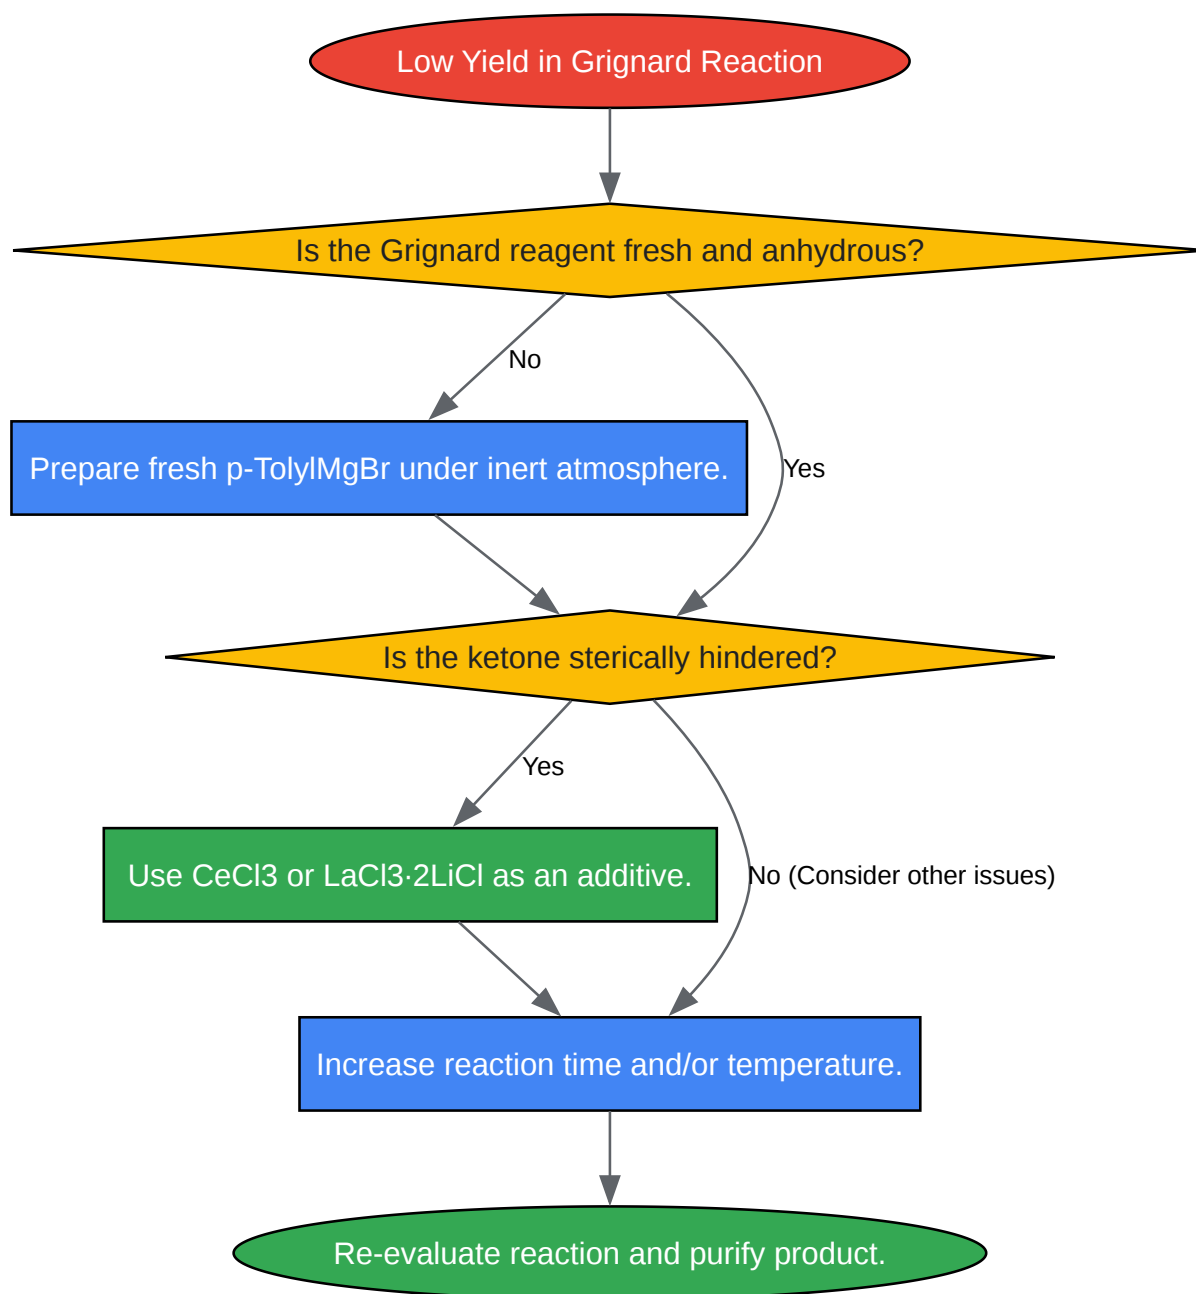 Low Yield in Grignard Reaction
Is the Grignard reagent fresh and anhydrous?
No
Prepare fresh p-TolylMgBr under inert atmosphere.
Yes
Is the ketone sterically hindered?
Yes
Use CeCl3 or LaCl3·2LiCl as an additive.
No (Consider other issues)
Increase reaction time and/or temperature.
Re-evaluate reaction and purify product.